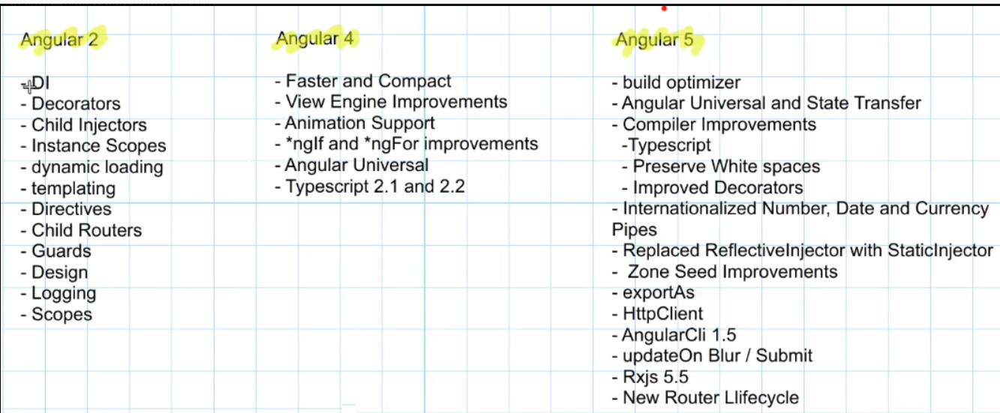 Angular 2
- DI
- Decorators
- Child Injectors
- Instance Scopes
- dynamic loading
- templating
- Directives
- Child Routers
- Guards
- Design
- Logging
- Scopes
Angular 4
- Faster and Compact
- View Engine Improvements
- Animation Support
- *ngIf and *ngFor improvements
- Angular Universal
- Typescript 2.1 and 2.2
Angular 5
- build optimizer
- Angular Universal and State Transfer
- Compiler Improvements
-Typescript
- Preserve White spaces
- Improved Decorators
- Internationalized Number, Date and Currency
Pipes
- Replaced ReflectiveInjector with StaticInjector
- Zone Seed Improvements
- exportAs
- HttpClient
- AngularCli 1.5
- updateOn Blur / Submit
- Rxjs 5.5
- New Router Llifecycle